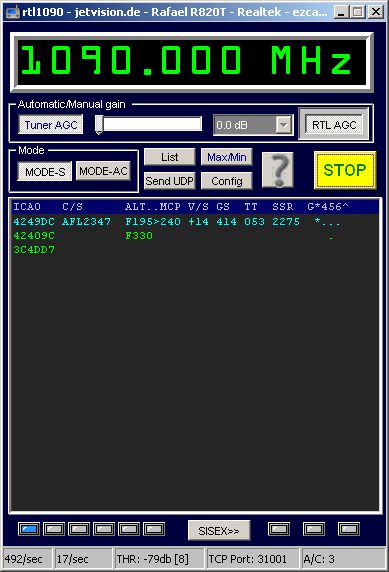 rtl1090 - jetvision.de - Rafael R820T - Realtek - ezca...
1090.000 MHz
Automatic/Manual gain
Tuner AGC 0.0 dB RTL AGC
Mode
MODE-S MODE-AC
List Max/Min ? STOP
Send UDP Config
ICAO C/S ALT..MCP V/S GS TT SSR G*456^
4249DC AFL2347 F195>240 +14 414 053 2275 *...
42409C F330 .
3C4DD7
SISEX>>
492/sec 17/sec THR: -79db [8] TCP Port: 31001 A/C: 3